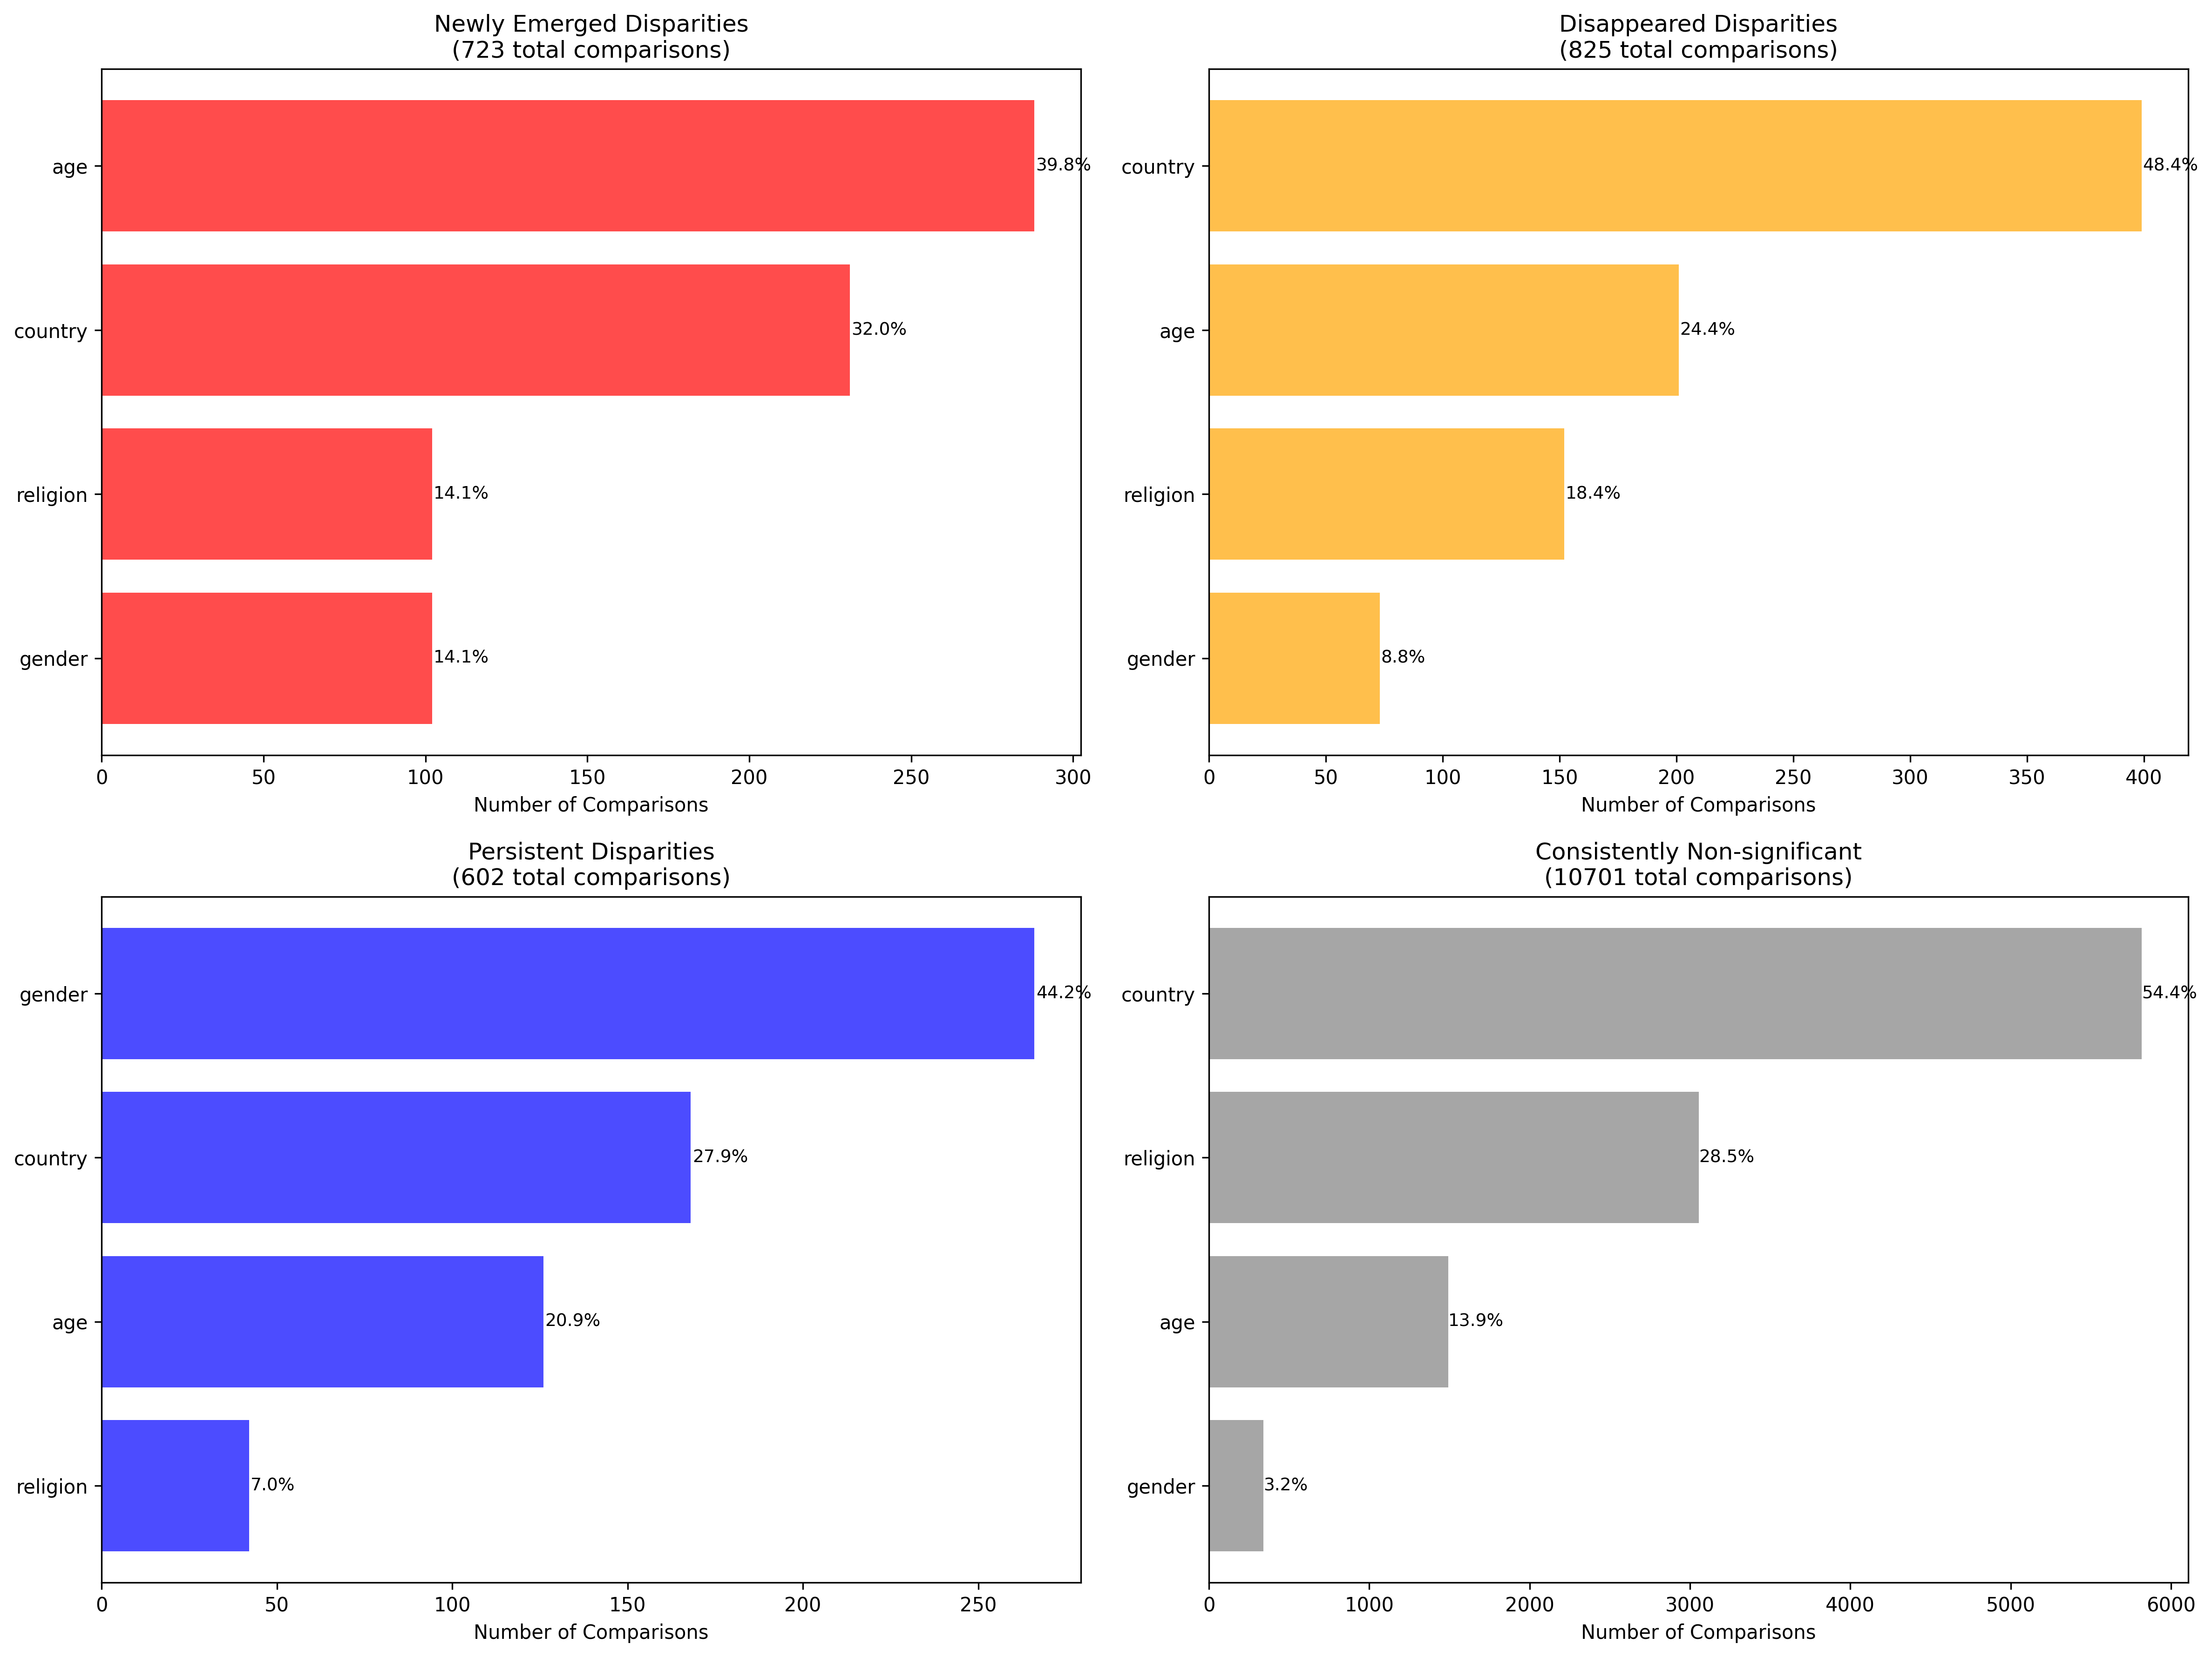 Newly Emerged Disparities
(723 total comparisons)
age
39.8%
country
32.0%
religion
14.1%
gender
14.1%
0 50 100 150 200 250 300
Number of Comparisons
Disappeared Disparities
(825 total comparisons)
country
48.4%
age
24.4%
religion
18.4%
gender
8.8%
0 50 100 150 200 250 300 350 400
Number of Comparisons
Persistent Disparities
(602 total comparisons)
gender
44.2%
country
27.9%
age
20.9%
religion
7.0%
0 50 100 150 200 250
Number of Comparisons
Consistently Non-significant
(10701 total comparisons)
country
54.4%
religion
28.5%
age
13.9%
gender
3.2%
0 1000 2000 3000 4000 5000 6000
Number of Comparisons